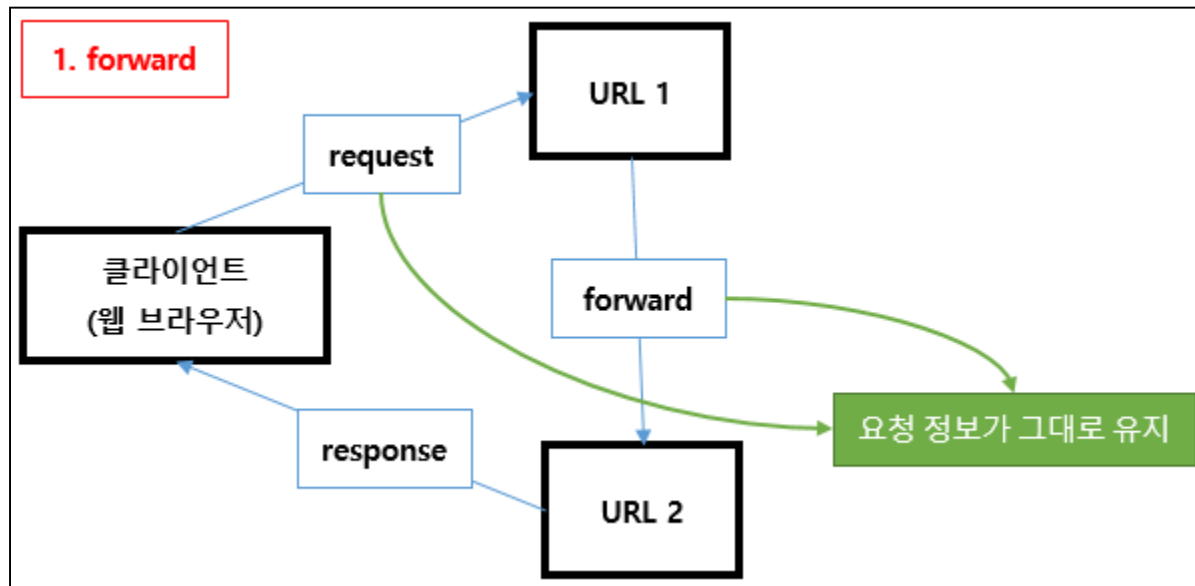 1. forward
URL 1
request
클라이언트
(웹 브라우저)
forward
요청 정보가 그대로 유지
response
URL 2